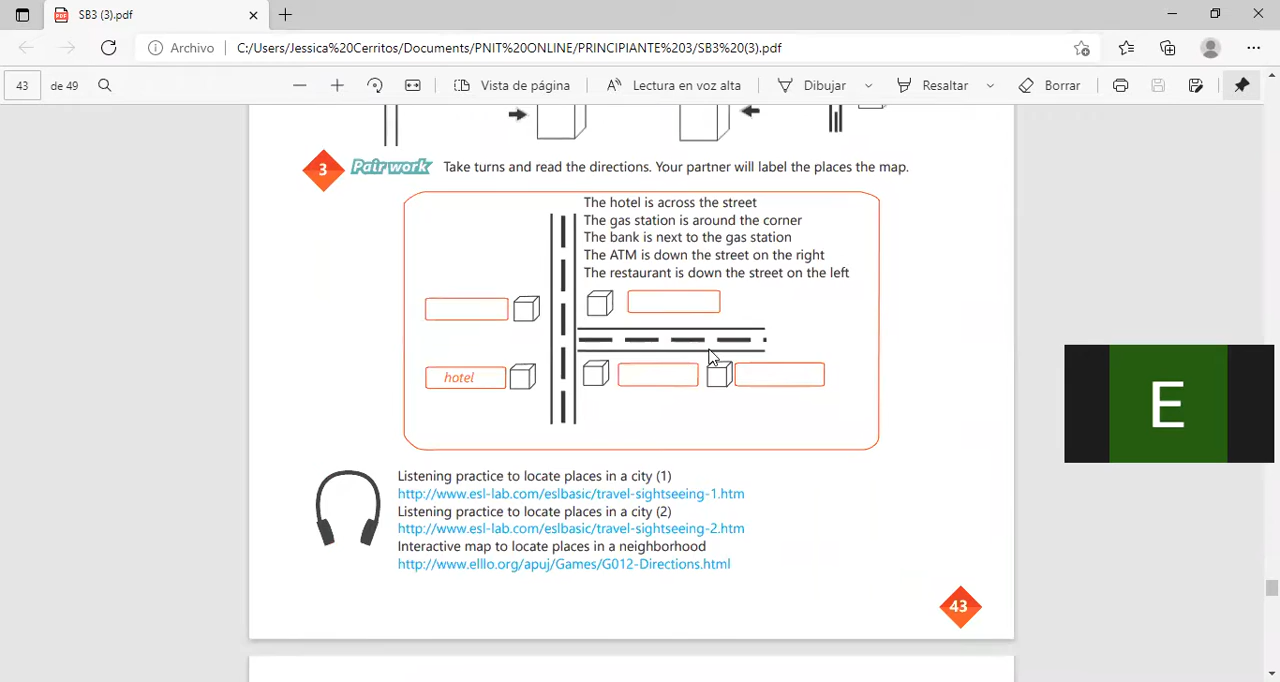 SB3 (3).pdf
Archivo
C:/Users/Jessica%20Cerritos/Documents/PNIT%20ONLINE/PRINCIPIANTE%203/SB3%20(3).pdf
43
de 49
Vista de página
Lectura en voz alta
Dibujar
Resaltar
Borrar
3
Pair work
Take turns and read the directions. Your partner will label the places the map.
The hotel is across the street
The gas station is around the corner
The bank is next to the gas station
The ATM is down the street on the right
The restaurant is down the street on the left
hotel
E
Listening practice to locate places in a city (1)
http://www.esl-lab.com/eslbasic/travel-sightseeing-1.htm
Listening practice to locate places in a city (2)
http://www.esl-lab.com/eslbasic/travel-sightseeing-2.htm
Interactive map to locate places in a neighborhood
http://www.elllo.org/apuj/Games/G012-Directions.html
43